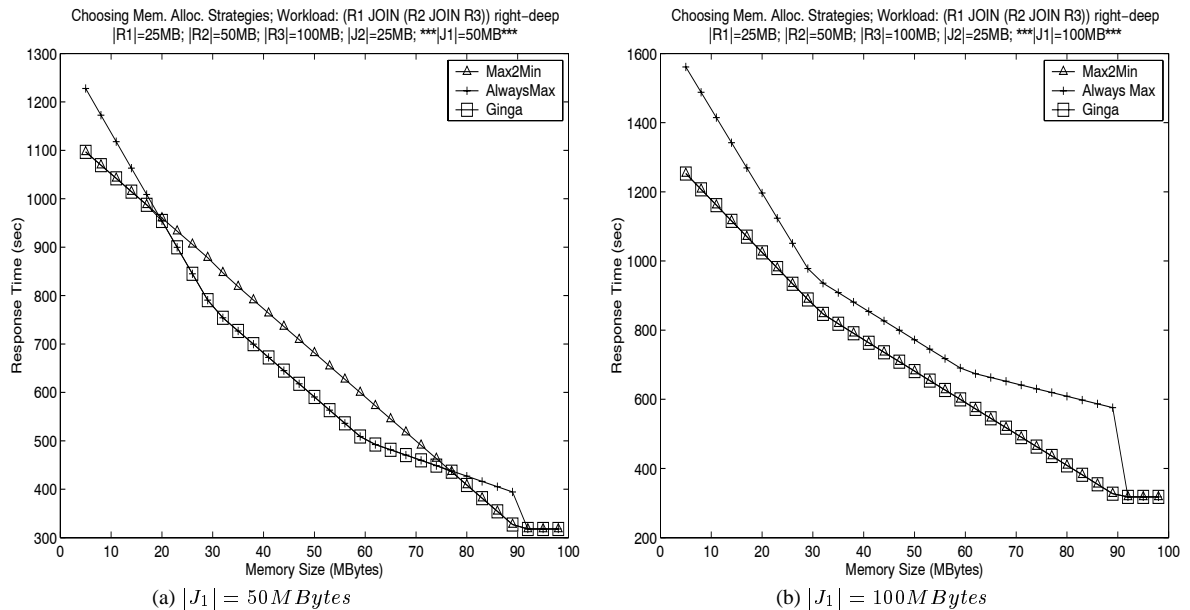 Choosing Mem. Alloc. Strategies; Workload: (R1 JOIN (R2 JOIN R3)) right-deep
|R1|=25MB; |R2|=50MB; |R3|=100MB; |J2|=25MB; ***|J1|=50MB***
1300
1200
1100
1000
900
800
700
600
500
400
300
Response Time (sec)
Max2Min
AlwaysMax
Ginga
0 10 20 30 40 50 60 70 80 90 100
Memory Size (MBytes)
(a) |J1| = 50MBytes
Choosing Mem. Alloc. Strategies; Workload: (R1 JOIN (R2 JOIN R3)) right-deep
|R1|=25MB; |R2|=50MB; |R3|=100MB; |J2|=25MB; ***|J1|=100MB***
1600
1400
1200
1000
800
600
400
200
Response Time (sec)
Max2Min
Always Max
Ginga
0 10 20 30 40 50 60 70 80 90 100
Memory Size (MBytes)
(b) |J1| = 100MBytes